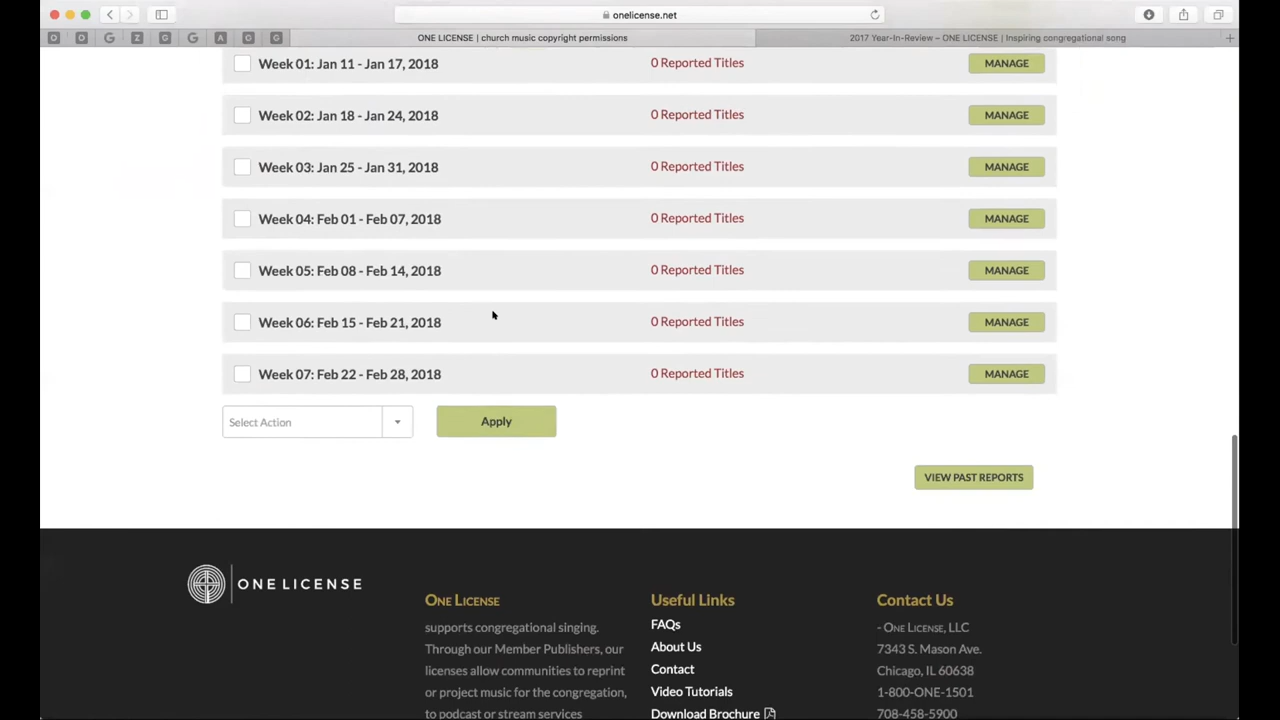 onelicense.net
O O G Z G G A O G
ONE LICENSE | church music copyright permissions
2017 Year-In-Review – ONE LICENSE | Inspiring congregational song
Week 01: Jan 11 - Jan 17, 2018 0 Reported Titles MANAGE
Week 02: Jan 18 - Jan 24, 2018 0 Reported Titles MANAGE
Week 03: Jan 25 - Jan 31, 2018 0 Reported Titles MANAGE
Week 04: Feb 01 - Feb 07, 2018 0 Reported Titles MANAGE
Week 05: Feb 08 - Feb 14, 2018 0 Reported Titles MANAGE
Week 06: Feb 15 - Feb 21, 2018 0 Reported Titles MANAGE
Week 07: Feb 22 - Feb 28, 2018 0 Reported Titles MANAGE
Select Action Apply
VIEW PAST REPORTS
ONE LICENSE
ONE LICENSE
supports congregational singing.
Through our Member Publishers, our
licenses allow communities to reprint
or project music for the congregation,
to podcast or stream services
Useful Links
FAQs
About Us
Contact
Video Tutorials
Download Brochure
Contact Us
- ONE LICENSE, LLC
7343 S. Mason Ave.
Chicago, IL 60638
1-800-ONE-1501
708-458-5900